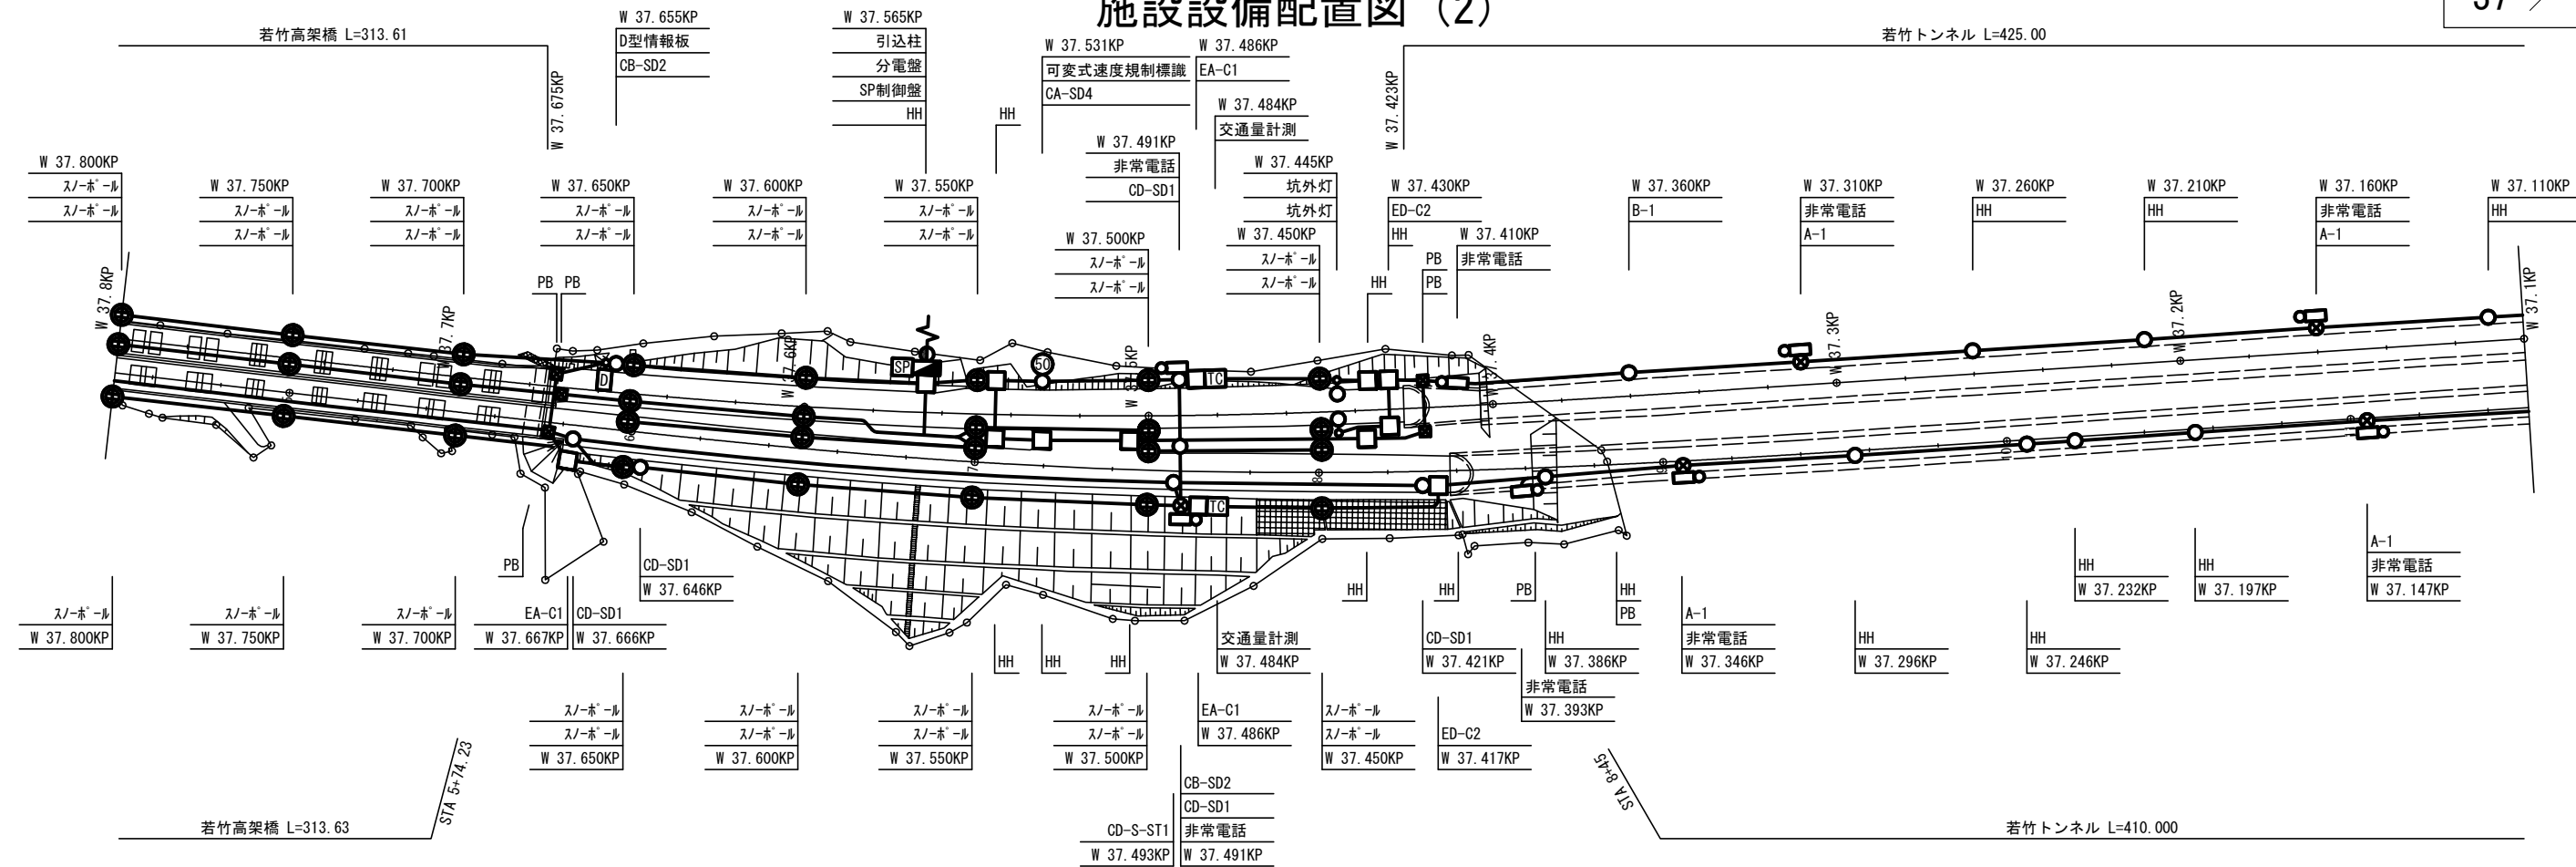 施設設備配置図 (2)
37 ／
若竹高架橋 L=313.61
W 37.675KP
W 37.655KP
D型情報板
CB-SD2
W 37.565KP
引込柱
分電盤
SP制御盤
HH
HH
W 37.531KP
可変式速度規制標識
CA-SD4
W 37.486KP
EA-C1
W 37.484KP
交通量計測
W 37.491KP
非常電話
CD-SD1
W 37.445KP
坑外灯
坑外灯
W 37.423KP
若竹トンネル L=425.00
W 37.800KP
ｽﾉｰﾎﾟｰﾙ
ｽﾉｰﾎﾟｰﾙ
W 37.750KP
ｽﾉｰﾎﾟｰﾙ
ｽﾉｰﾎﾟｰﾙ
W 37.700KP
ｽﾉｰﾎﾟｰﾙ
ｽﾉｰﾎﾟｰﾙ
W 37.650KP
ｽﾉｰﾎﾟｰﾙ
ｽﾉｰﾎﾟｰﾙ
W 37.600KP
ｽﾉｰﾎﾟｰﾙ
ｽﾉｰﾎﾟｰﾙ
W 37.550KP
ｽﾉｰﾎﾟｰﾙ
ｽﾉｰﾎﾟｰﾙ
W 37.500KP
ｽﾉｰﾎﾟｰﾙ
ｽﾉｰﾎﾟｰﾙ
W 37.450KP
ｽﾉｰﾎﾟｰﾙ
ｽﾉｰﾎﾟｰﾙ
W 37.430KP
ED-C2
HH
HH
PB
PB
W 37.410KP
非常電話
W 37.360KP
B-1
W 37.310KP
非常電話
A-1
W 37.260KP
HH
W 37.210KP
HH
W 37.160KP
非常電話
A-1
W 37.110KP
HH
PB
PB
W 37.8KP
W 37.7KP
W 37.6KP
W 37.3KP
W 37.2KP
W 37.1KP
D
SP
50
TC
TC
PB
CD-SD1
W 37.646KP
ｽﾉｰﾎﾟｰﾙ
W 37.800KP
ｽﾉｰﾎﾟｰﾙ
W 37.750KP
ｽﾉｰﾎﾟｰﾙ
W 37.700KP
EA-C1
W 37.667KP
CD-SD1
W 37.666KP
ｽﾉｰﾎﾟｰﾙ
ｽﾉｰﾎﾟｰﾙ
W 37.650KP
ｽﾉｰﾎﾟｰﾙ
ｽﾉｰﾎﾟｰﾙ
W 37.600KP
ｽﾉｰﾎﾟｰﾙ
ｽﾉｰﾎﾟｰﾙ
W 37.550KP
HH
HH
HH
ｽﾉｰﾎﾟｰﾙ
ｽﾉｰﾎﾟｰﾙ
W 37.500KP
交通量計測
W 37.484KP
EA-C1
W 37.486KP
CB-SD2
CD-SD1
非常電話
W 37.491KP
CD-S-ST1
W 37.493KP
ｽﾉｰﾎﾟｰﾙ
ｽﾉｰﾎﾟｰﾙ
W 37.450KP
HH
HH
PB
HH
PB
CD-SD1
W 37.421KP
ED-C2
W 37.417KP
HH
W 37.386KP
非常電話
W 37.393KP
A-1
非常電話
W 37.346KP
HH
W 37.296KP
HH
W 37.246KP
HH
W 37.232KP
HH
W 37.197KP
A-1
非常電話
W 37.147KP
若竹高架橋 L=313.63
STA 5+74.23
STA 8+45
若竹トンネル L=410.000